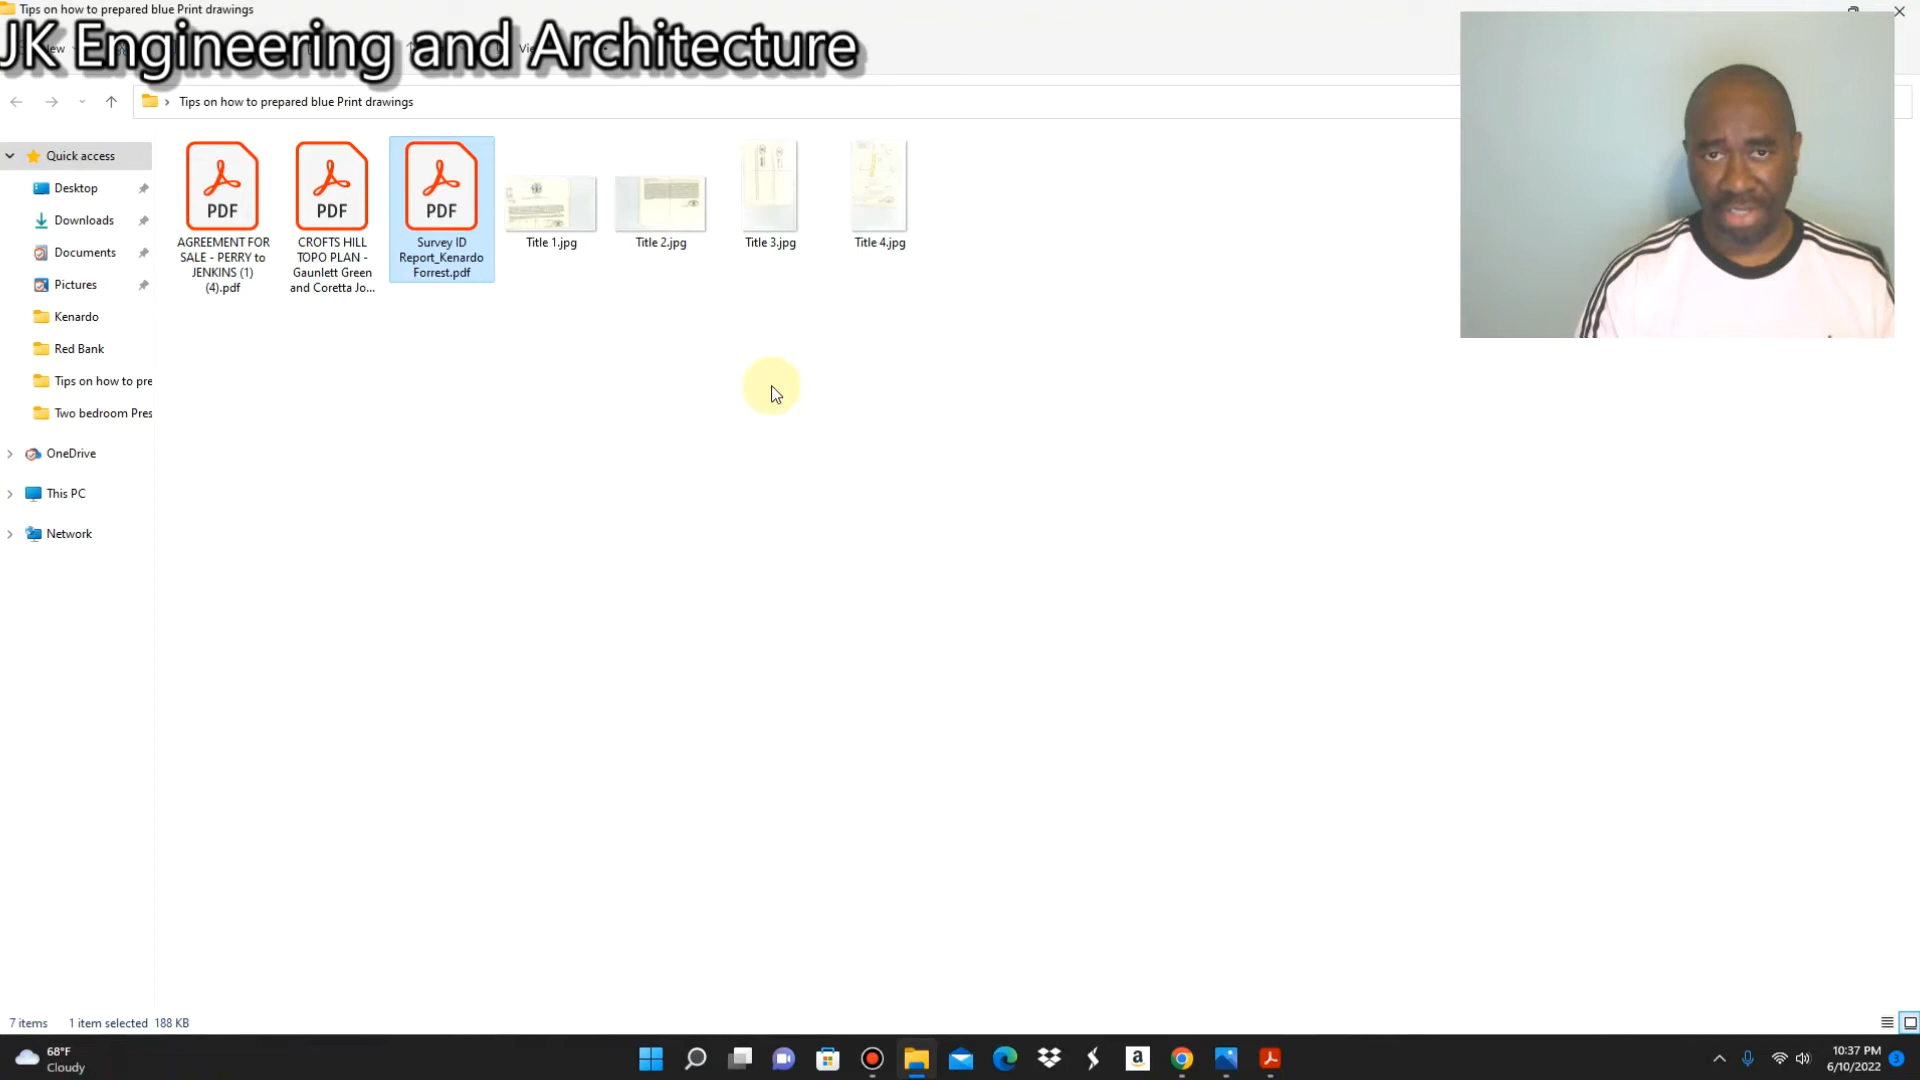 Tips on how to prepared blue Print drawings
JK Engineering and Architecture
Tips on how to prepared blue Print drawings
Quick access
Desktop
Downloads
Documents
Pictures
Kenardo
Red Bank
Tips on how to pre
Two bedroom Pres
OneDrive
This PC
Network
PDF
AGREEMENT FOR
SALE - PERRY to
JENKINS (1)
(4).pdf
PDF
CROFTS HILL
TOPO PLAN -
Gaunlett Green
and Coretta Jo...
PDF
Survey ID
Report_Kenardo
Forrest.pdf
Title 1.jpg
Title 2.jpg
Title 3.jpg
Title 4.jpg
7 items
1 item selected 188 KB
68°F
Cloudy
a
10:37 PM
6/10/2022
3